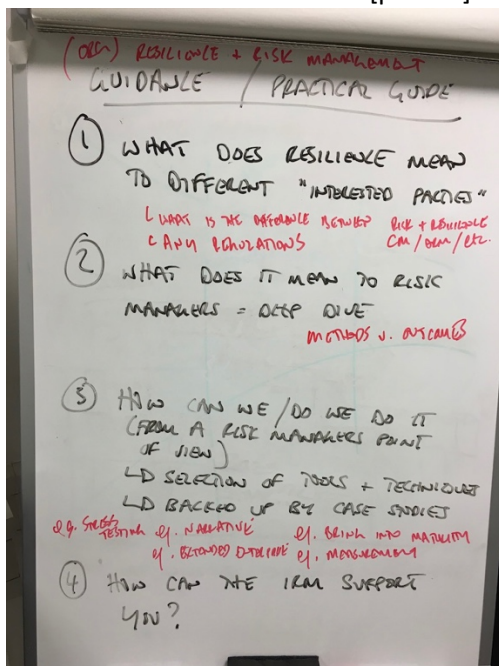 (ORG) RESILIENCE + RISK MANAGEMENT
GUIDANCE / PRACTICAL GUIDE
① WHAT DOES RESILIENCE MEAN
TO DIFFERENT "INTERESTED PARTIES"
WHAT IS THE DIFFERENCE BETWEEN RISK + RESILIENCE
ANY REGULATIONS CM / / ETC.
② WHAT DOES IT MEAN TO RISK
MANAGERS = DEEP DIVE
METHODS v. OUTCOMES
③ HOW CAN WE / DO WE DO IT
(FROM A RISK MANAGERS POINT
OF VIEW)
SELECTION OF TOOLS + TECHNIQUES
BACKED UP BY CASE STUDIES
e.g. STRESS TESTING eg. NARRATIVE eg. BRING INTO MATURITY
eg. EXTENDED ENTERPRISE eg. MEASUREMENT
④ HOW CAN THE IRM SUPPORT
YOU?